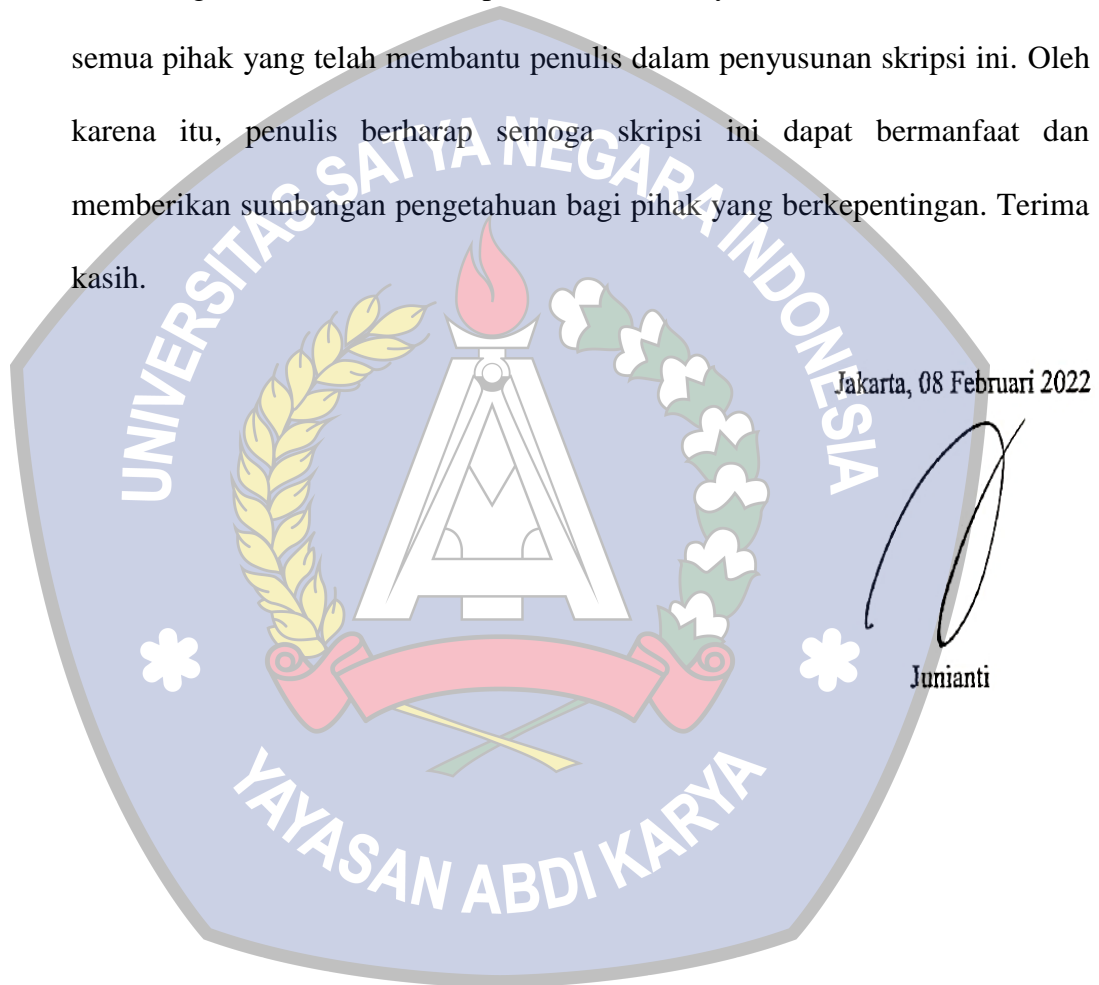 semua pihak yang telah membantu penulis dalam penyusunan skripsi ini. Oleh
karena itu, penulis berharap semoga skripsi ini dapat bermanfaat dan
memberikan sumbangan pengetahuan bagi pihak yang berkepentingan. Terima
kasih.
UNIVERSITAS SATYA NEGARA INDONESIA
Jakarta, 08 Februari 2022
Junianti
YAYASAN ABDI KARYA